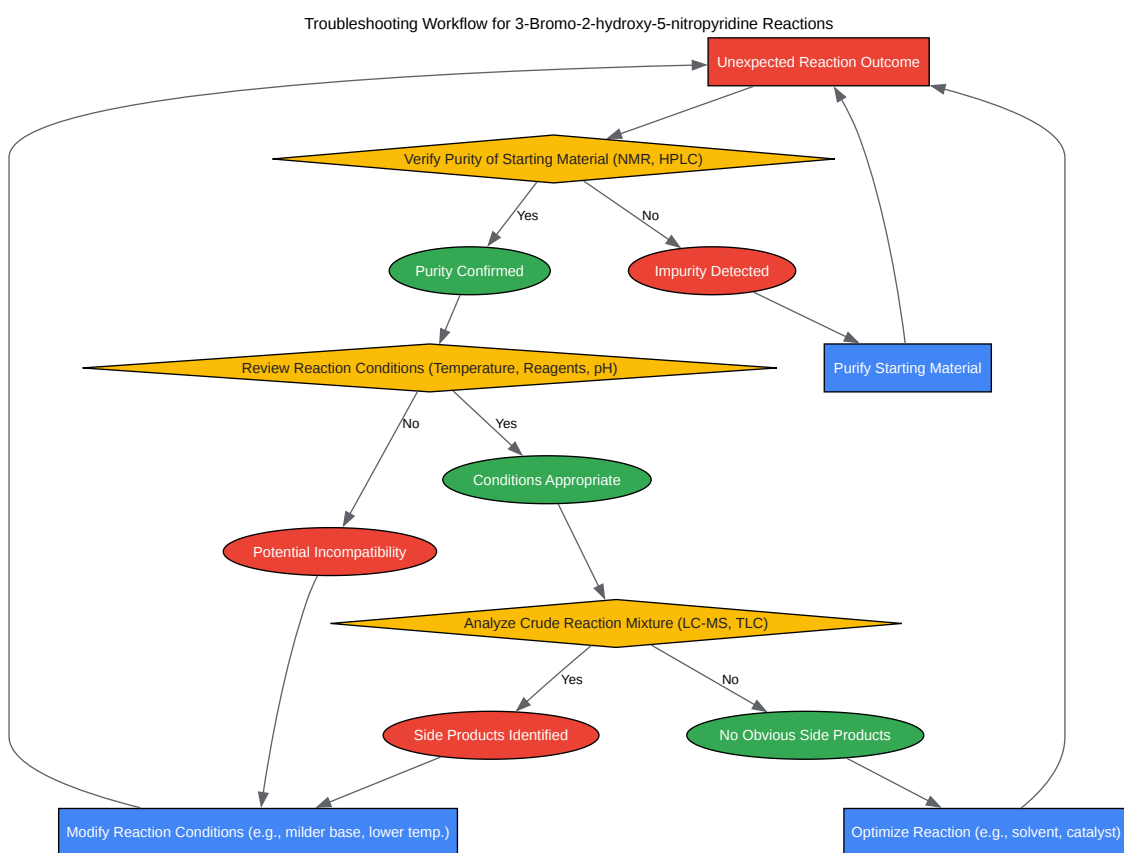 Troubleshooting Workflow for 3-Bromo-2-hydroxy-5-nitropyridine Reactions
Unexpected Reaction Outcome
Verify Purity of Starting Material (NMR, HPLC)
Yes
No
Purity Confirmed
Impurity Detected
Review Reaction Conditions (Temperature, Reagents, pH)
Purify Starting Material
No
Yes
Conditions Appropriate
Potential Incompatibility
Analyze Crude Reaction Mixture (LC-MS, TLC)
Yes
No
Side Products Identified
No Obvious Side Products
Modify Reaction Conditions (e.g., milder base, lower temp.)
Optimize Reaction (e.g., solvent, catalyst)